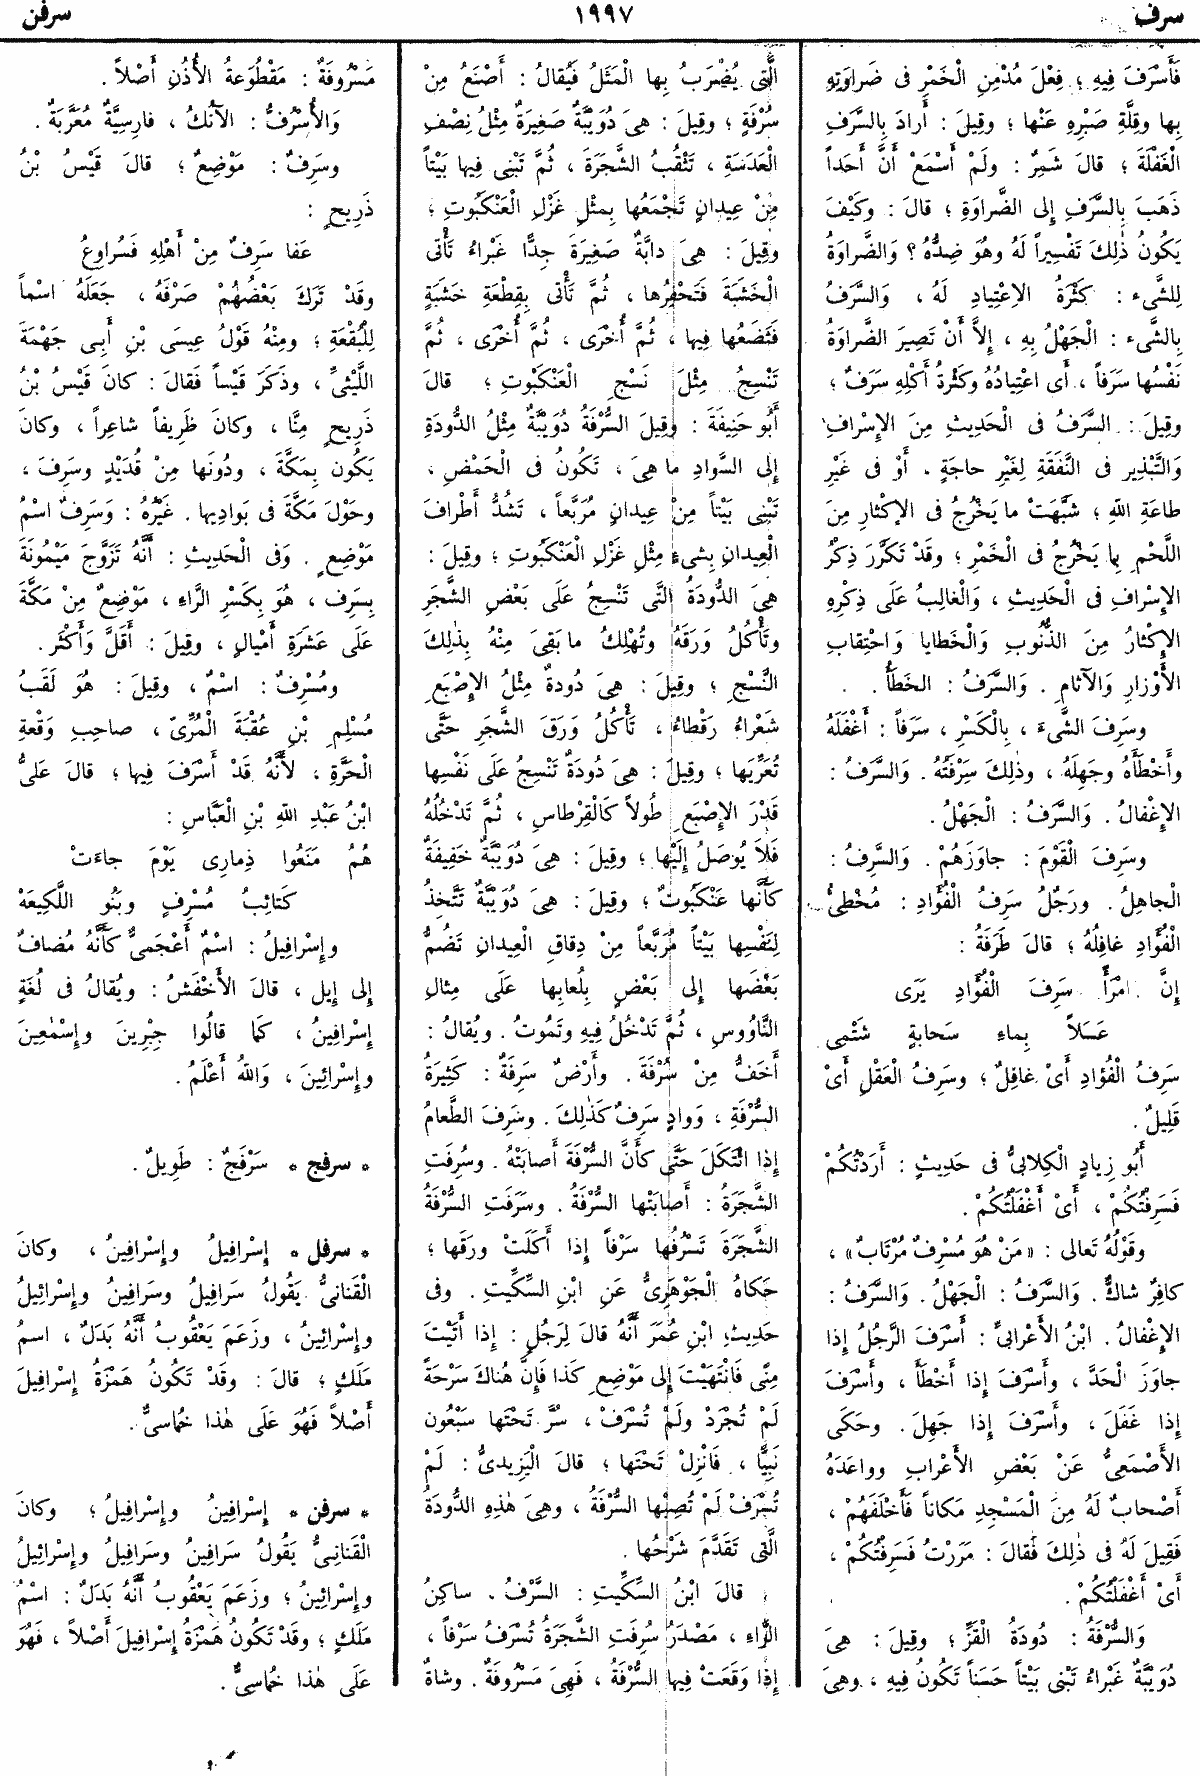 سرف
١٩٩٧
سرفن
فَأَسْرَفَ فِيهِ ؛ فِعْلَ مُدْمِنِ الْخَمْرِ فى ضَراوَتِهِ
بِها وقِلَّةِ صَبْرِهِ عَنْها ؛ وقِيلَ : أَرادَ بِالسَّرَفِ
الْغَفْلَةَ ؛ قالَ شَمِرٌ : ولَمْ أَسْمَعْ أَنَّ أَحَداً
ذَهَبَ بِالسَّرَفِ إِلى الضَّراوَةِ ؛ قالَ : وكَيْفَ
يَكُونُ ذٰلِكَ تَفْسِيراً لَهُ وهُوَ ضِدُّهُ ؟ وَالضَّراوَةُ
لِلشَّىء : كَثْرَةُ الاِعْتِيادِ لَهُ ، وَالسَّرَفُ
بِالشَّىء : الْجَهْلُ بِهِ ، إِلاَّ أَنْ تَصِيرَ الضَّراوَةُ
نَفْسُها سَرَفاً ، أَى اعْتِيادُهُ وكَثْرَةُ أَكْلِهِ سَرَفٌ ؛
وقِيلَ : السَّرَفُ فى الْحَدِيثِ مِنَ الإِسْرافِ
وَالتَّبْذِيرِ فى النَّفَقَةِ لِغَيْرِ حاجَةٍ ، أَوْ فى غَيْرِ
طاعَةِ اللهِ ؛ شَبَّهَتْ ما يَخْرُجُ فى الإِكْثارِ مِنَ
اللَّحْمِ بِما يَخْرُجُ فى الْخَمْرِ ؛ وقَدْ تَكَرَّرَ ذِكْرُ
الإِسْرافِ فى الْحَدِيثِ ، وَالْغالِبُ عَلَى ذِكْرِهِ
الإِكْثارُ مِنَ الذُّنُوبِ وَالْخَطايا وَاحْتِقابِ
الأَوْزارِ وَالآثامِ . وَالسَّرَفُ : الخَطَأُ .
وسَرِفَ الشَّىءَ ، بِالْكَسْرِ ، سَرَفاً : أَغْفَلَهُ
وأَخْطَأَهُ وجَهِلَهُ ، وذٰلِكَ سَرْفَتُهُ . وَالسَّرَفُ :
الإِغْفالُ . وَالسَّرَفُ : الْجَهْلُ .
وسَرِفَ الْقَوْمَ : جاوَزَهُمْ . وَالسَّرِفُ :
الْجاهِلُ . ورَجُلٌ سَرِفُ الْفُؤادِ : مُخْطِئُ
الْفُؤادِ غافِلُهُ ؛ قالَ طَرَفَةُ :
إِنَّ امْرَأً سَرِفَ الْفُؤَادِ يَرَى
عَسَلاً بِماءِ سَحابَةٍ شَتْمِى
سَرِفُ الْفُؤادِ أَىْ غافِلٌ ؛ وسَرِفُ الْعَقْلِ أَىْ
قَلِيلٌ .
أَبُو زِيادٍ الْكِلابىُّ فى حَدِيثٍ : أَرَدْتُكُمْ
فَسَرِفْتُكُمْ ، أَىْ أَغْفَلْتُكُمْ .
وقَوْلُهُ تَعالى : «مَنْ هُوَ مُسْرِفٌ مُرْتَابٌ» ،
كافِرٌ شاكٌّ . وَالسَّرَفُ : الْجَهْلُ . وَالسَّرَفُ :
الإِغْفالُ . ابْنُ الأَعْرابىِّ : أَسْرَفَ الرَّجُلُ إِذا
جاوَزَ الْحَدَّ ، وأَسْرَفَ إِذا أَخْطَأَ ، وأَسْرَفَ
إِذا غَفَلَ ، وأَسْرَفَ إِذا جَهِلَ . وحَكَى
الأَصْمَعِىُّ عَنْ بَعْضِ الأَعْرابِ وواعَدَهُ
أَصْحابٌ لَهُ مِنَ الْمَسْجِدِ مَكاناً فَأَخْلَفَهُمْ ،
فَقِيلَ لَهُ فى ذٰلِكَ فَقالَ : مَرَرْتُ فَسَرِفْتُكُمْ ،
أَىْ أَغْفَلْتُكُمْ .
وَالسُّرْفَةُ : دُودَةُ الْقَزِّ ؛ وقِيلَ : هِىَ
دُوَيْبَّةٌ غَبْراءُ تَبْنِى بَيْتاً حَسَناً تَكُونُ فِيهِ ، وهِىَ
الَّتِى يُضْرَبُ بِها الْمَثَلُ فَيُقالُ : أَصْنَعُ مِنْ
سُرْفَةٍ ؛ وقِيلَ : هِىَ دُوَيْبَّةٌ صَغِيرَةٌ مِثْلُ نِصْفِ
الْعَدَسَةِ ، تَثْقُبُ الشَّجَرَةَ ، ثُمَّ تَبْنِى فِيها بَيْتاً
مِنْ عِيدانٍ تَجْمَعُها بِمِثْلِ غَزْلِ الْعَنْكَبُوتِ ؛
وقِيلَ : هِىَ دابَّةٌ صَغِيرَةٌ جِدًّا غَبْراءُ تَأْتى
الْخَشَبَةَ فَتَحْفِرُها ، ثُمَّ تَأْتى بِقِطْعَةِ خَشَبَةٍ
فَتَضَعُها فِيها ، ثُمَّ أُخْرَى ، ثُمَّ أُخْرَى ، ثُمَّ
تَنْسِجُ مِثْلَ نَسْجِ الْعَنْكَبُوتِ ؛ قالَ
أَبُو حَنِيفَةَ : وقِيلَ السُّرْفَةُ دُوَيْبَّةٌ مِثْلُ الدُّودَةِ
إِلى السَّوادِ ما هِىَ ، تَكُونُ فى الْحَمْضِ ،
تَبْنِى بَيْتاً مِنْ عِيدانٍ مُرَبَّعاً ، تَشُدُّ أَطْرافَ
الْعِيدانِ بِشىءٍ مِثْلِ غَزْلِ الْعَنْكَبُوتِ ؛ وقِيلَ :
هِىَ الدُّودَةُ الَّتِى تَنْسِجُ عَلَى بَعْضِ الشَّجَرِ
وتَأْكُلُ وَرَقَهُ وتُهْلِكُ ما بَقِىَ مِنْهُ بِذٰلِكَ
النَّسْجِ ؛ وقِيلَ : هِىَ دُودَةٌ مِثْلُ الإِصْبَعِ
شَعْراءُ رَقْطاءُ ، تَأْكُلُ وَرَقَ الشَّجَرِ حَتَّى
تُعَرِّيَها ؛ وقِيلَ : هِىَ دُودَةٌ تَنْسِجُ عَلَى نَفْسِها
قَدْرَ الإِصْبَعِ طُولاً كَالْقِرْطاسِ ، ثُمَّ تَدْخُلُهُ
فَلاَ يُوصَلُ إِلَيْها ؛ وقِيلَ : هِىَ دُوَيْبَّةٌ خَفِيفَةٌ
كَأَنَّها عَنْكَبُوتٌ ؛ وقِيلَ : هِىَ دُوَيْبَّةٌ تَتَّخِذُ
لِنَفْسِها بَيْتاً مُرَبَّعاً مِنْ دِقاقِ الْعِيدانِ تَضُمُّ
بَعْضَها إِلى بَعْضٍ بِلُعابِها عَلَى مِثالِ
النَّاوُوسِ ، ثُمَّ تَدْخُلُ فِيهِ وتَمُوتُ . ويُقالُ :
أَخَفُّ مِنْ سُرْفَةَ . وأَرْضٌ سَرِفَةٌ : كَثِيرَةُ
السُّرْفَةِ ، وَوادٍ سَرِفٌ كَذٰلِكَ . وسَرِفَ الطَّعامُ
إِذا ائْتَكَلَ حَتَّى كَأَنَّ السُّرْفَةَ أَصابَتْهُ . وسُرِفَتِ
الشَّجَرَةُ : أَصابَتْها السُّرْفَةُ . وسَرَفَتِ السُّرْفَةُ
الشَّجَرَةَ تَسْرُفُها سَرْفاً إِذا أَكَلَتْ ورَقَها ؛
حَكاهُ الْجَوْهَرِىُّ عَنِ ابْنِ السِّكِّيتِ . وفى
حَدِيثِ ابْنِ عُمَرَ أَنَّهُ قالَ لِرَجُلٍ : إِذا أَتَيْتَ
مِنًى فَانْتَهَيْتَ إِلى مَوْضِعِ كَذا فَإِنَّ هُناكَ سَرْحَةً
لَمْ تُجْرَدْ ولَمْ تُسْرَفْ ، سُرَّ تَحْتَها سَبْعُونَ
نَبِيًّا ، فَانْزِلْ تَحْتَها ؛ قالَ الْيَزِيدىُّ : لَمْ
تُسْرَفْ لَمْ تُصِبْها السُّرْفَةُ ، وهِىَ هٰذِهِ الدُّودَةُ
الَّتِى تَقَدَّمَ شَرْحُها .
قالَ ابْنُ السِّكِّيتِ : السَّرْفُ ، ساكِنُ
الرَّاءِ ، مَصْدَرُ سُرِفَتِ الشَّجَرَةُ تُسْرَفُ سَرْفاً ،
إِذا وَقَعَتْ فِيها السُّرْفَةُ ، فَهِىَ مَسْرُوفَةٌ . وشاةٌ
مَسْرُوفَةٌ : مَقْطُوعَةُ الأُذُنِ أَصْلاً .
وَالأُسْرُفُّ : الآنُكُ ، فارِسِيَّةٌ مُعَرَّبَةٌ .
وسَرِفٌ : مَوْضِعٌ ؛ قالَ قَيْسُ بْنُ
ذَرِيحٍ :
عَفا سَرِفٌ مِنْ أَهْلِهِ فَسُراوِعُ
وقَدْ تَرَكَ بَعْضُهُمْ صَرْفَهُ ، جَعَلَهُ اسْماً
لِلْبُقْعَةِ ؛ ومِنْهُ قَوْلُ عِيسَى بْنِ أَبِى جَهْمَةَ
اللَّيْثِىِّ ، وذَكَرَ قَيْساً فَقالَ : كانَ قَيْسُ بْنُ
ذَرِيحٍ مِنَّا ، وكانَ ظَرِيفاً شاعِراً ، وكانَ
يَكُون بِمَكَّةَ ، ودُونَها مِنْ قُدَيْدٍ وسَرِفَ ،
وحَوْلَ مَكَّةَ فى بَوادِيها . غَيْرُهُ : وَسَرِفٌ اسْمُ
مَوْضِعٍ . وَفى الْحَدِيثِ : أَنَّهُ تَزَوَّجَ مَيْمُونَةَ
بِسَرِف ، هُوَ بِكَسْرِ الرَّاءِ ، مَوْضِعٌ مِنْ مَكَّةَ
عَلَى عَشَرَةِ أَمْيالٍ ، وقِيلَ : أَقَلَّ وَأَكْثَر .
ومُسْرِفٌ : اسْمٌ ، وقِيلَ : هُوَ لَقَبُ
مُسْلِمِ بْنِ عُقْبَةَ الْمُرِّىّ ، صاحِبِ وَقْعَةِ
الْحَرَّةِ ، لأَنَّهُ قَدْ أَسْرَفَ فِيها ؛ قالَ عَلىُّ
ابْنُ عَبْدِ اللهِ بْنِ الْعَبَّاسِ :
هُمُ مَنَعُوا ذِمارِى يَوْمَ جاءَتْ
كَتائِبُ مُسْرِفٍ وبَنُو اللَّكِيعَهْ
وإِسْرافِيلُ : اسْمٌ أَعْجَمىٌّ كَأَنَّهُ مُضافٌ
إِلى إِيل ، قالَ الأَخْفَشُ : ويُقالُ فى لُغَةٍ
إِسْرافِينُ ، كَما قالُوا جِبْرِينَ وإِسْمٰعِينَ
وإِسْرائِينَ ، وَاللهُ أَعْلَمُ .
* سرفج * سَرْفَجٌ : طَوِيلٌ .
* سرفل * إِسْرافِيلُ وإِسْرافِينُ ، وكانَ
الْقَنانىُّ يَقُولُ سَرافِيلُ وسَرافِينُ وإِسْرائِيلُ
وإِسْرائِينُ ، وزَعَمَ يَعْقُوبُ أَنَّهُ بَدَلٌ ، اسمُ
مَلَكٍ ؛ قالَ : وقَدْ تَكُونُ هَمْزَةُ إِسْرافِيلَ
أَصْلاً فَهُوَ عَلَى هٰذا خُماسىٌّ .
* سرفن * إِسْرافِينُ وإِسْرافِيلُ ؛ وكانَ
الْقَنانِىُّ يَقُولُ سَرافِينُ وسَرافِيلُ وإِسْرائِيلُ
وإِسْرائِينُ ؛ وزَعَمَ يَعْقُوبُ أَنَّهُ بَدَلٌ : اسْمُ
مَلَكٍ ؛ وقَدْ تَكُونُ هَمْزَةُ إِسْرافِيلَ أَصْلاً ، فَهُوَ
عَلَى هٰذا خُماسىٌّ .